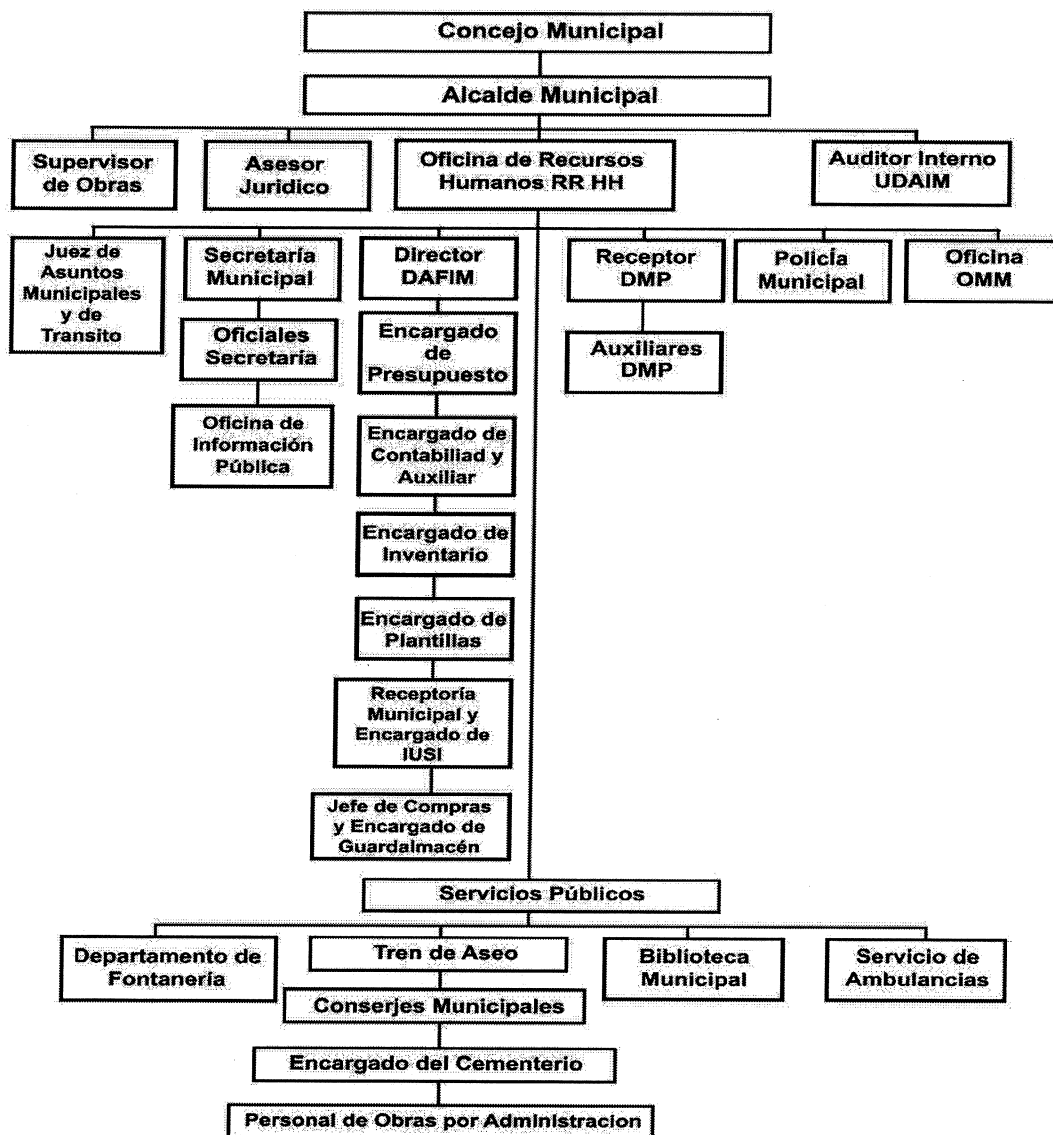 Concejo Municipal
Alcalde Municipal
Supervisor
de Obras
Asesor
Juridico
Oficina de Recursos
Humanos RR HH
Auditor Interno
UDAIM
Juez de
Asuntos
Municipales
y de
Transito
Secretaría
Municipal
Director
DAFIM
Receptor
DMP
Policía
Municipal
Oficina
OMM
Oficiales
Secretaría
Encargado
de
Presupuesto
Auxiliares
DMP
Oficina de
Información
Pública
Encargado de
Contabiliad y
Auxiliar
Encargado de
Inventario
Encargado de
Plantillas
Receptoría
Municipal y
Encargado de
IUSI
Jefe de Compras
y Encargado de
Guardalmacén
Servicios Públicos
Departamento de
Fontanería
Tren de Aseo
Biblioteca
Municipal
Servicio de
Ambulancias
Conserjes Municipales
Encargado del Cementerio
Personal de Obras por Administracion